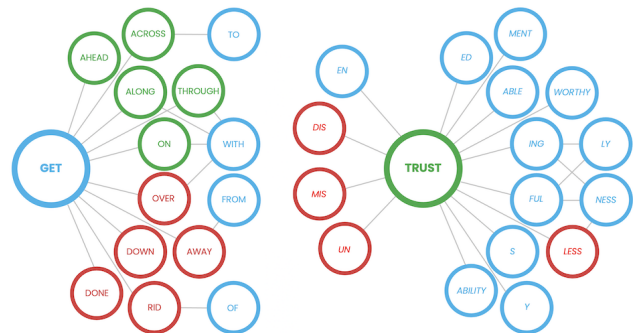 ACROSS
TO
AHEAD
ALONG
THROUGH
ON
WITH
GET
OVER
FROM
DOWN
AWAY
DONE
RID
OF
MENT
ED
EN
ABLE
WORTHY
DIS
ING
LY
TRUST
MIS
FUL
NESS
UN
S
LESS
ABILITY
Y